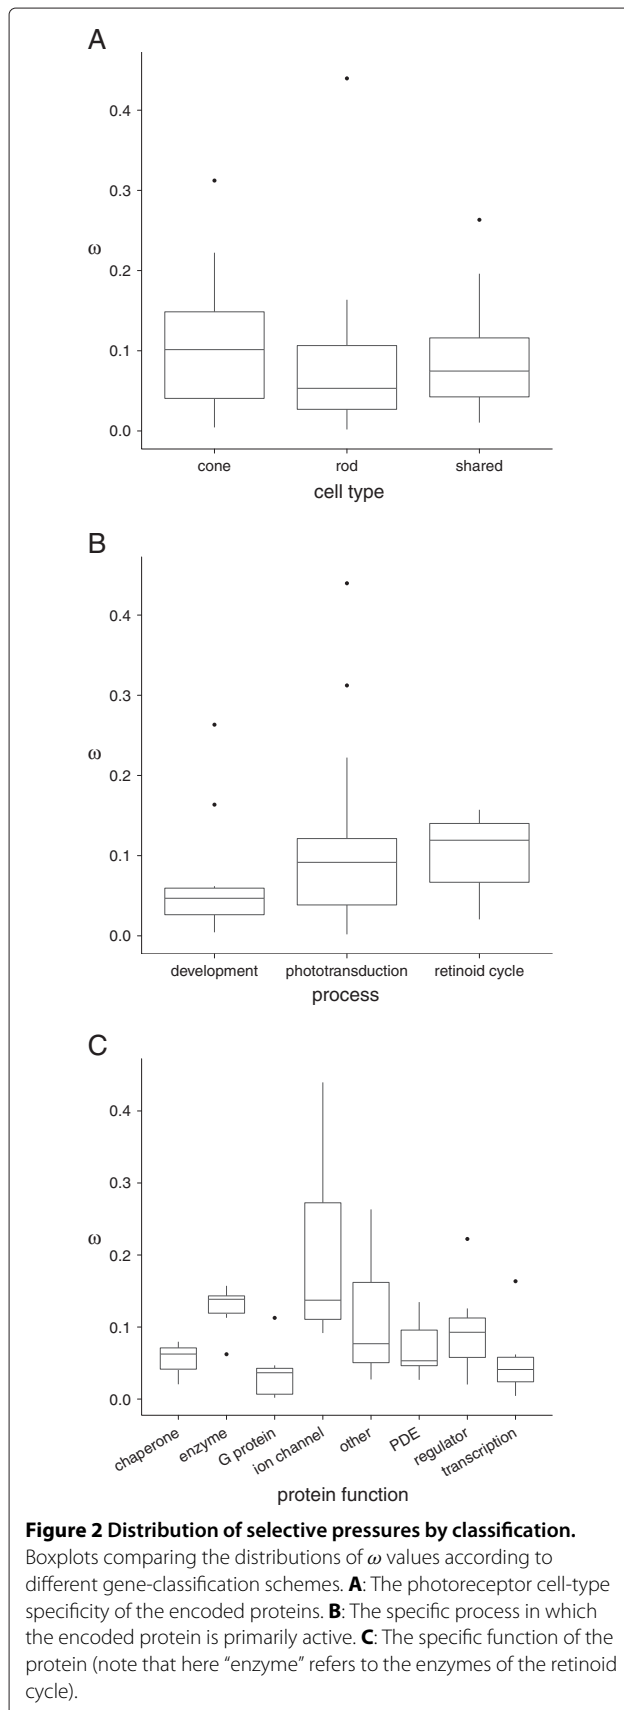 A
0.4
0.3
ω
0.2
0.1
0.0
cone rod shared
cell type
B
0.4
0.3
ω
0.2
0.1
0.0
development phototransduction retinoid cycle
process
C
0.4
0.3
ω
0.2
0.1
0.0
chaperone enzyme G protein ion channel other PDE regulator transcription
protein function
Figure 2 Distribution of selective pressures by classification.
Boxplots comparing the distributions of ω values according to
different gene-classification schemes. A: The photoreceptor cell-type
specificity of the encoded proteins. B: The specific process in which
the encoded protein is primarily active. C: The specific function of the
protein (note that here “enzyme” refers to the enzymes of the retinoid
cycle).